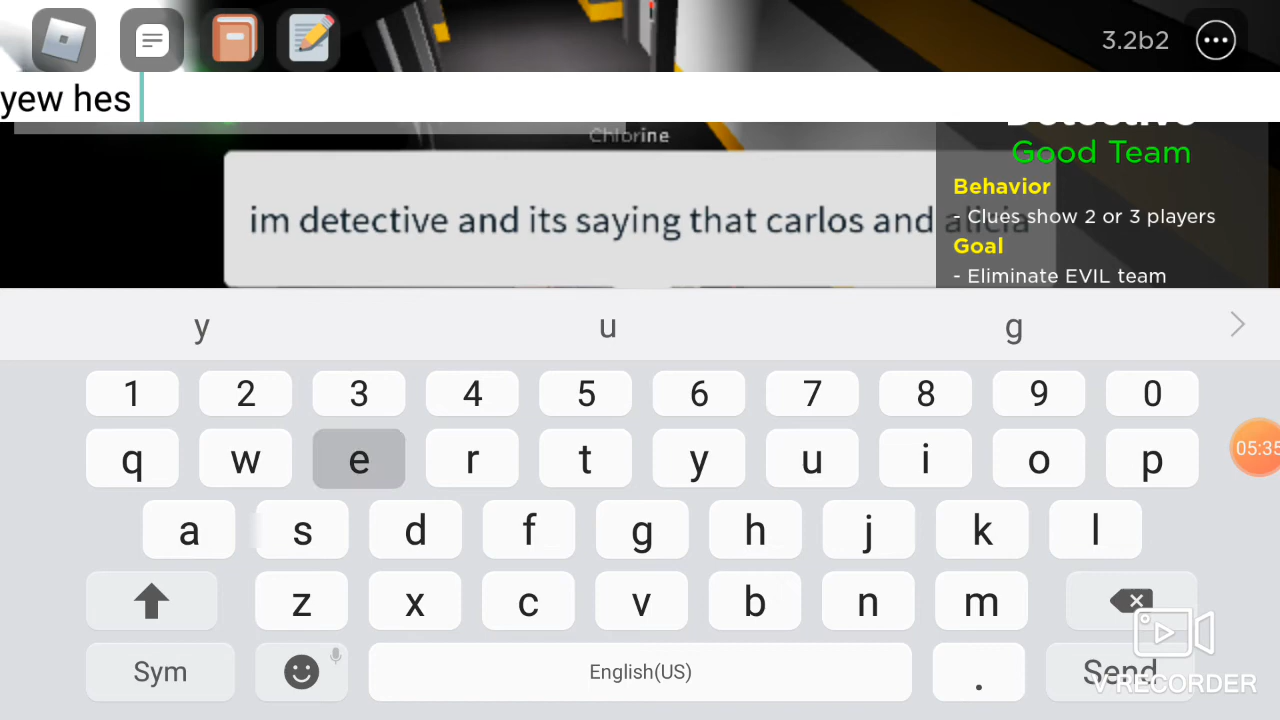 3.2b2
yew hes
Chlorine
Detective
Good Team
im detective and its saying that carlos and alicia
Behavior
- Clues show 2 or 3 players
Goal
- Eliminate EVIL team
y u g
1 2 3 4 5 6 7 8 9 0
q w e r t y u i o p
05:35
a s d f g h j k l
z x c v b n m
Sym English(US) . Send
V RECORDER